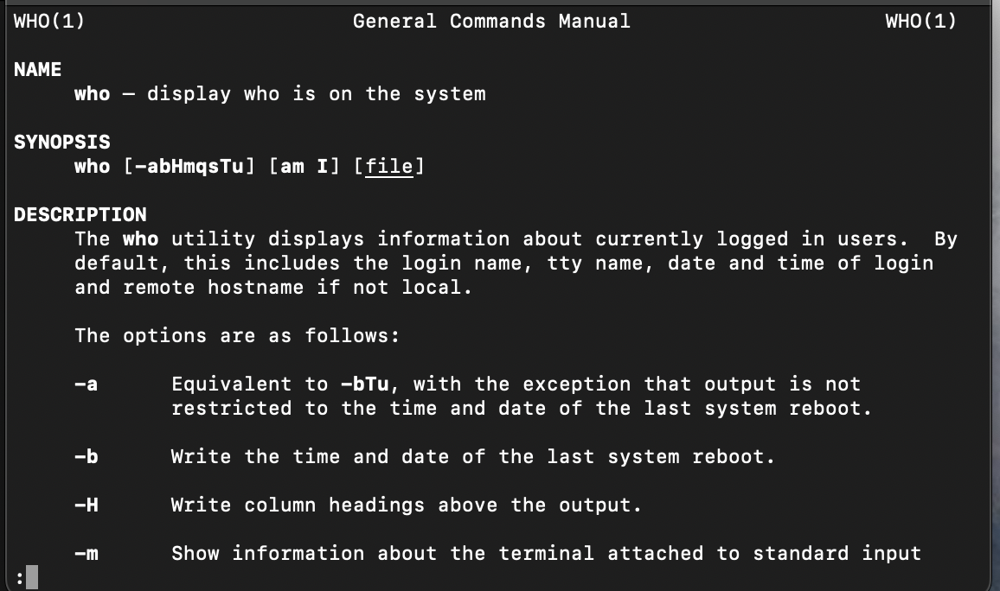 WHO(1) General Commands Manual WHO(1)
NAME
who – display who is on the system
SYNOPSIS
who [-abHmqsTu] [am I] [file]
DESCRIPTION
The who utility displays information about currently logged in users. By
default, this includes the login name, tty name, date and time of login
and remote hostname if not local.
The options are as follows:
-a Equivalent to -bTu, with the exception that output is not
restricted to the time and date of the last system reboot.
-b Write the time and date of the last system reboot.
-H Write column headings above the output.
-m Show information about the terminal attached to standard input
: